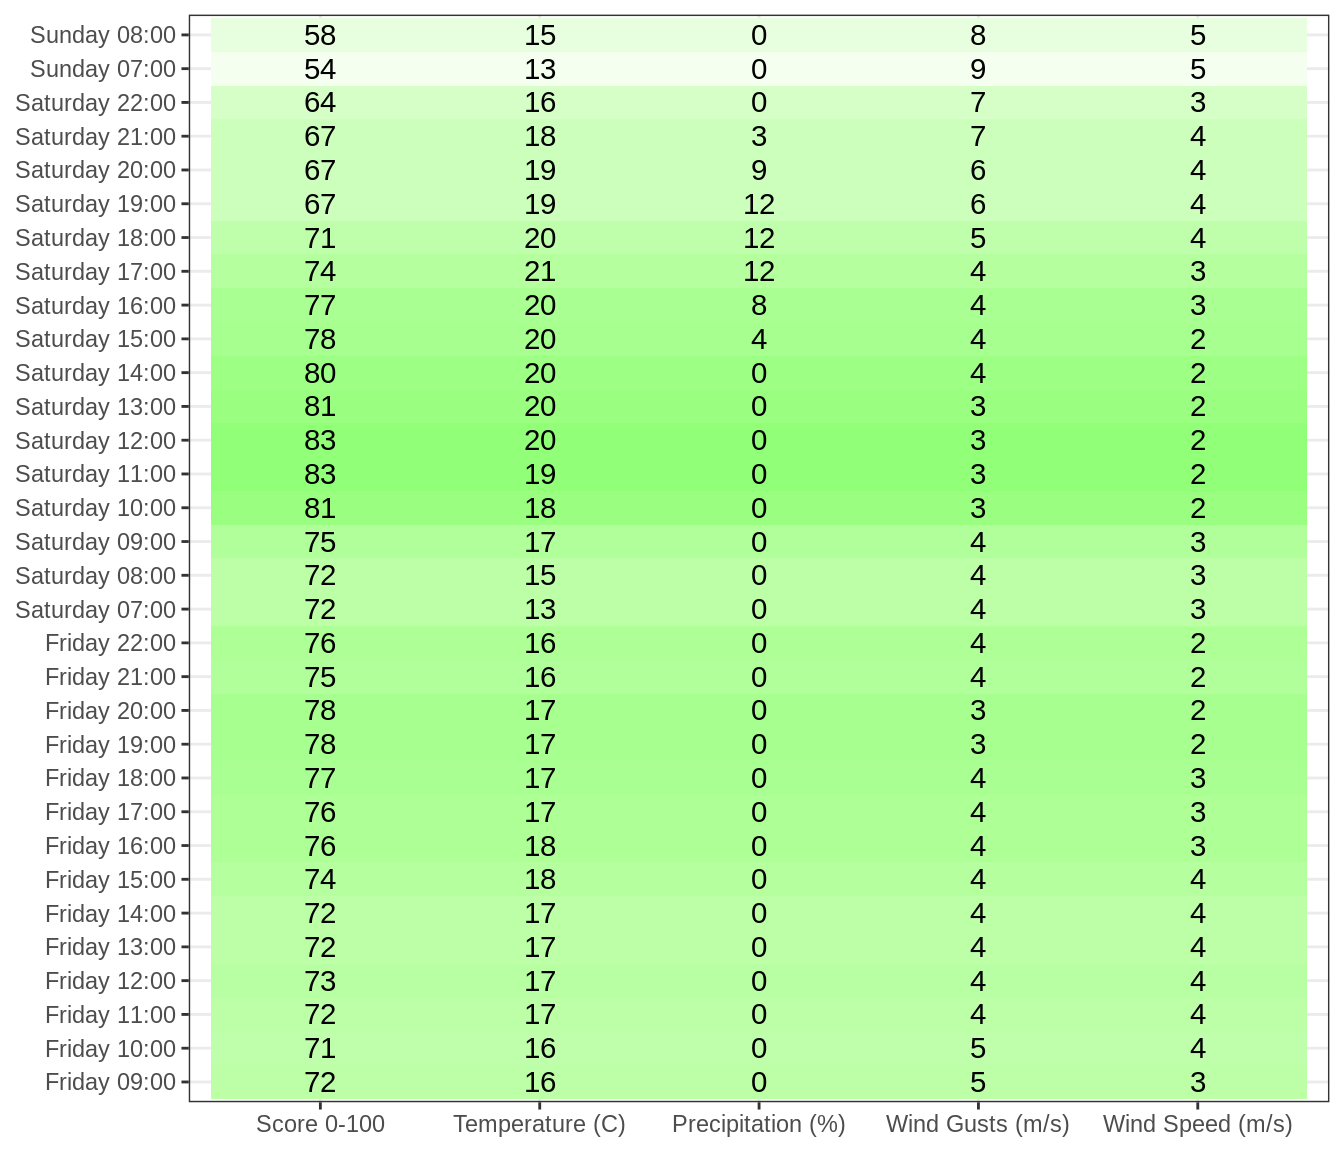 Sunday 08:00 58 15 0 8 5
Sunday 07:00 54 13 0 9 5
Saturday 22:00 64 16 0 7 3
Saturday 21:00 67 18 3 7 4
Saturday 20:00 67 19 9 6 4
Saturday 19:00 67 19 12 6 4
Saturday 18:00 71 20 12 5 4
Saturday 17:00 74 21 12 4 3
Saturday 16:00 77 20 8 4 3
Saturday 15:00 78 20 4 4 2
Saturday 14:00 80 20 0 4 2
Saturday 13:00 81 20 0 3 2
Saturday 12:00 83 20 0 3 2
Saturday 11:00 83 19 0 3 2
Saturday 10:00 81 18 0 3 2
Saturday 09:00 75 17 0 4 3
Saturday 08:00 72 15 0 4 3
Saturday 07:00 72 13 0 4 3
Friday 22:00 76 16 0 4 2
Friday 21:00 75 16 0 4 2
Friday 20:00 78 17 0 3 2
Friday 19:00 78 17 0 3 2
Friday 18:00 77 17 0 4 3
Friday 17:00 76 17 0 4 3
Friday 16:00 76 18 0 4 3
Friday 15:00 74 18 0 4 4
Friday 14:00 72 17 0 4 4
Friday 13:00 72 17 0 4 4
Friday 12:00 73 17 0 4 4
Friday 11:00 72 17 0 4 4
Friday 10:00 71 16 0 5 4
Friday 09:00 72 16 0 5 3
Score 0-100 Temperature (C) Precipitation (%) Wind Gusts (m/s) Wind Speed (m/s)